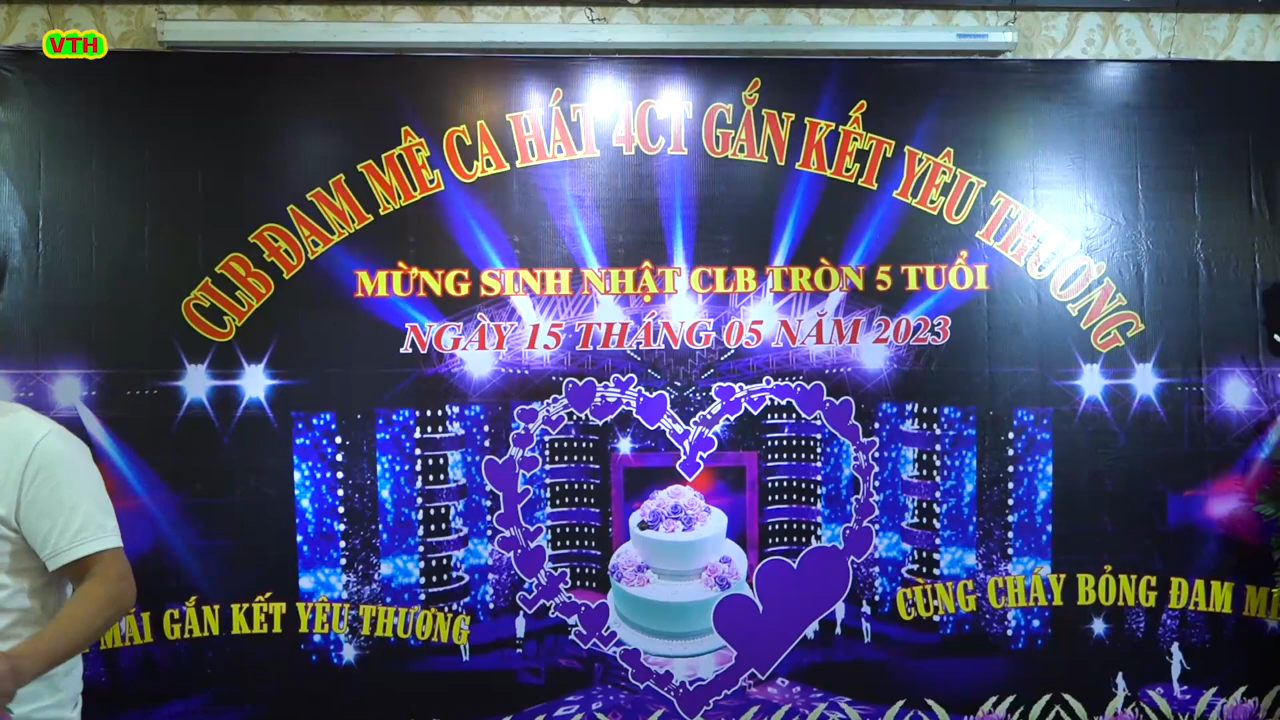 VTH
CLB ĐAM MÊ CA HÁT 4CT GẮN KẾT YÊU THƯƠNG
MỪNG SINH NHẬT CLB TRÒN 5 TUỔI
NGÀY 15 THÁNG 05 NĂM 2023
MÃI GẮN KẾT YÊU THƯƠNG
CÙNG CHÁY BỎNG ĐAM